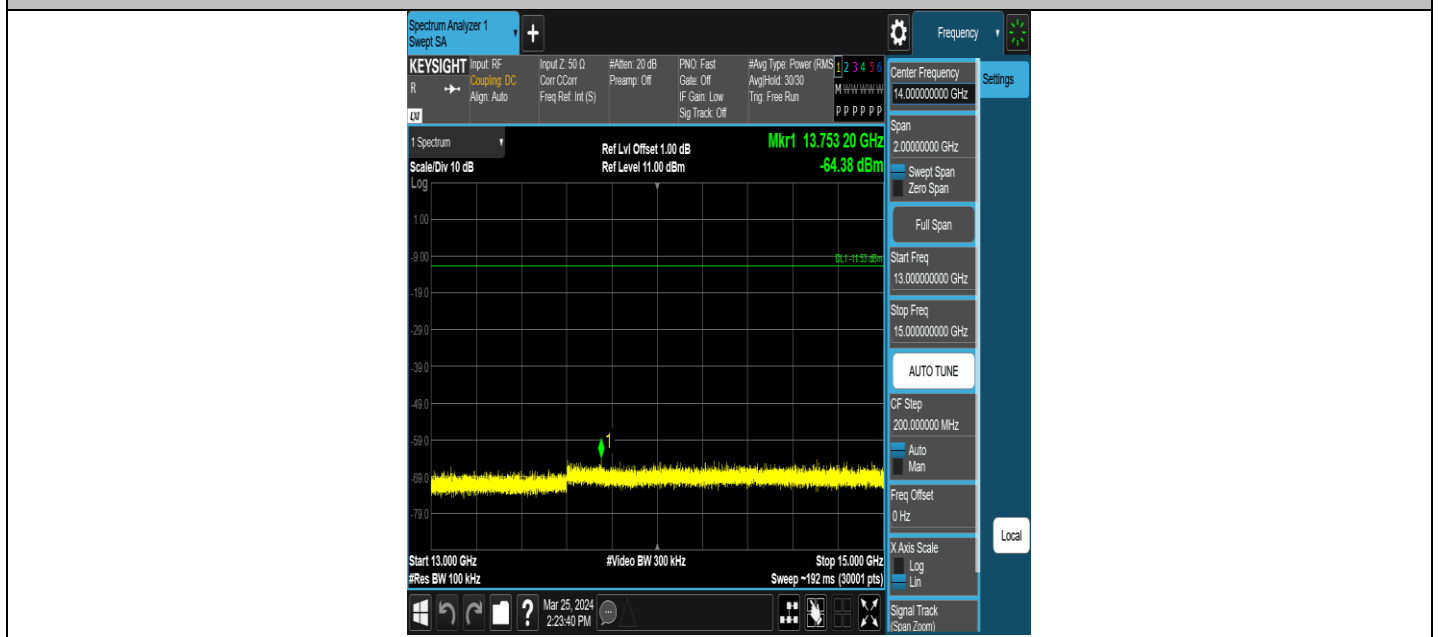 Spectrum Analyzer 1
Swept SA
+
Frequency
KEYSIGHT
R
LXI
Input: RF
Coupling: DC
Align: Auto
Input Z: 50 Ω
Corr CCorr
Freq Ref: Int (S)
#Atten: 20 dB
Preamp: Off
PNO: Fast
Gate: Off
IF Gain: Low
Sig Track: Off
#Avg Type: Power (RMS
Avg|Hold: 30/30
Trig: Free Run
1 2 3 4 5 6
M W W W W W
P P P P P P
Center Frequency
14.000000000 GHz
Settings
1 Spectrum
Scale/Div 10 dB
Log
Ref Lvl Offset 1.00 dB
Ref Level 11.00 dBm
Mkr1 13.753 20 GHz
-64.38 dBm
1.00
-9.00
-19.0
-29.0
-39.0
-49.0
-59.0
-69.0
-79.0
DL1 -11.53 dBm
1
Start 13.000 GHz
#Res BW 100 kHz
#Video BW 300 kHz
Stop 15.000 GHz
Sweep ~192 ms (30001 pts)
Span
2.00000000 GHz
Swept Span
Zero Span
Full Span
Start Freq
13.000000000 GHz
Stop Freq
15.000000000 GHz
AUTO TUNE
CF Step
200.000000 MHz
Auto
Man
Freq Offset
0 Hz
X Axis Scale
Log
Lin
Signal Track
(Span Zoom)
Local
?
Mar 25, 2024
2:23:40 PM